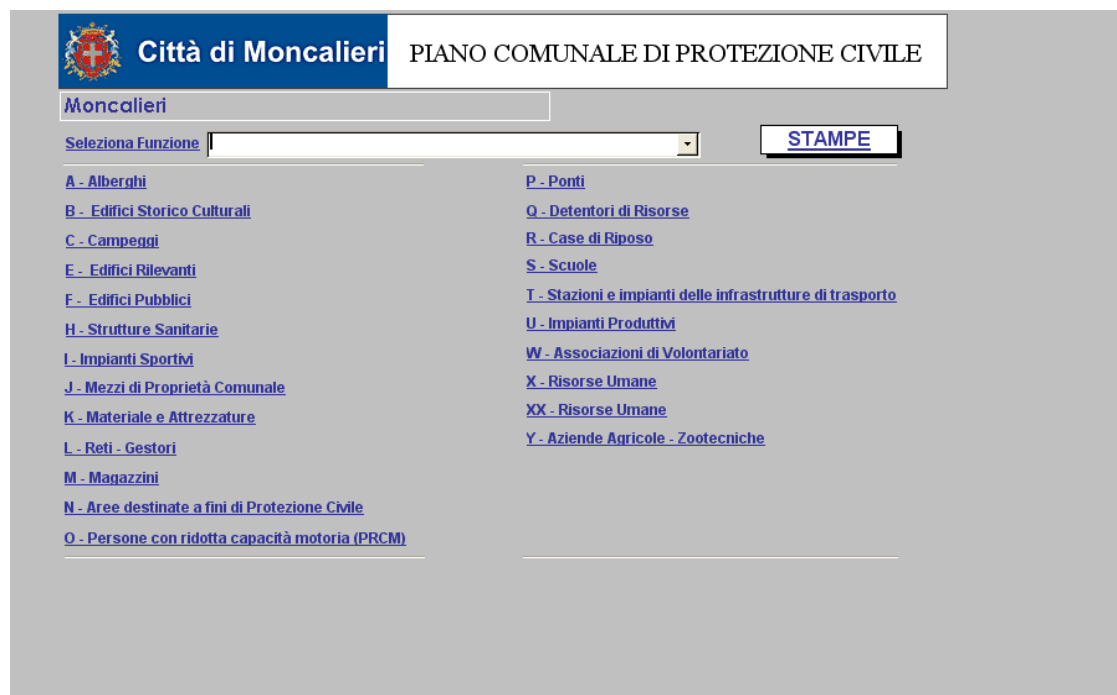 Città di Moncalieri
PIANO COMUNALE DI PROTEZIONE CIVILE
Moncalieri
Seleziona Funzione
STAMPE
A - Alberghi
B - Edifici Storico Culturali
C - Campeggi
E - Edifici Rilevanti
F - Edifici Pubblici
H - Strutture Sanitarie
I - Impianti Sportivi
J - Mezzi di Proprietà Comunale
K - Materiale e Attrezzature
L - Reti - Gestori
M - Magazzini
N - Aree destinate a fini di Protezione Civile
O - Persone con ridotta capacità motoria (PRCM)
P - Ponti
Q - Detentori di Risorse
R - Case di Riposo
S - Scuole
T - Stazioni e impianti delle infrastrutture di trasporto
U - Impianti Produttivi
W - Associazioni di Volontariato
X - Risorse Umane
XX - Risorse Umane
Y - Aziende Agricole - Zootecniche